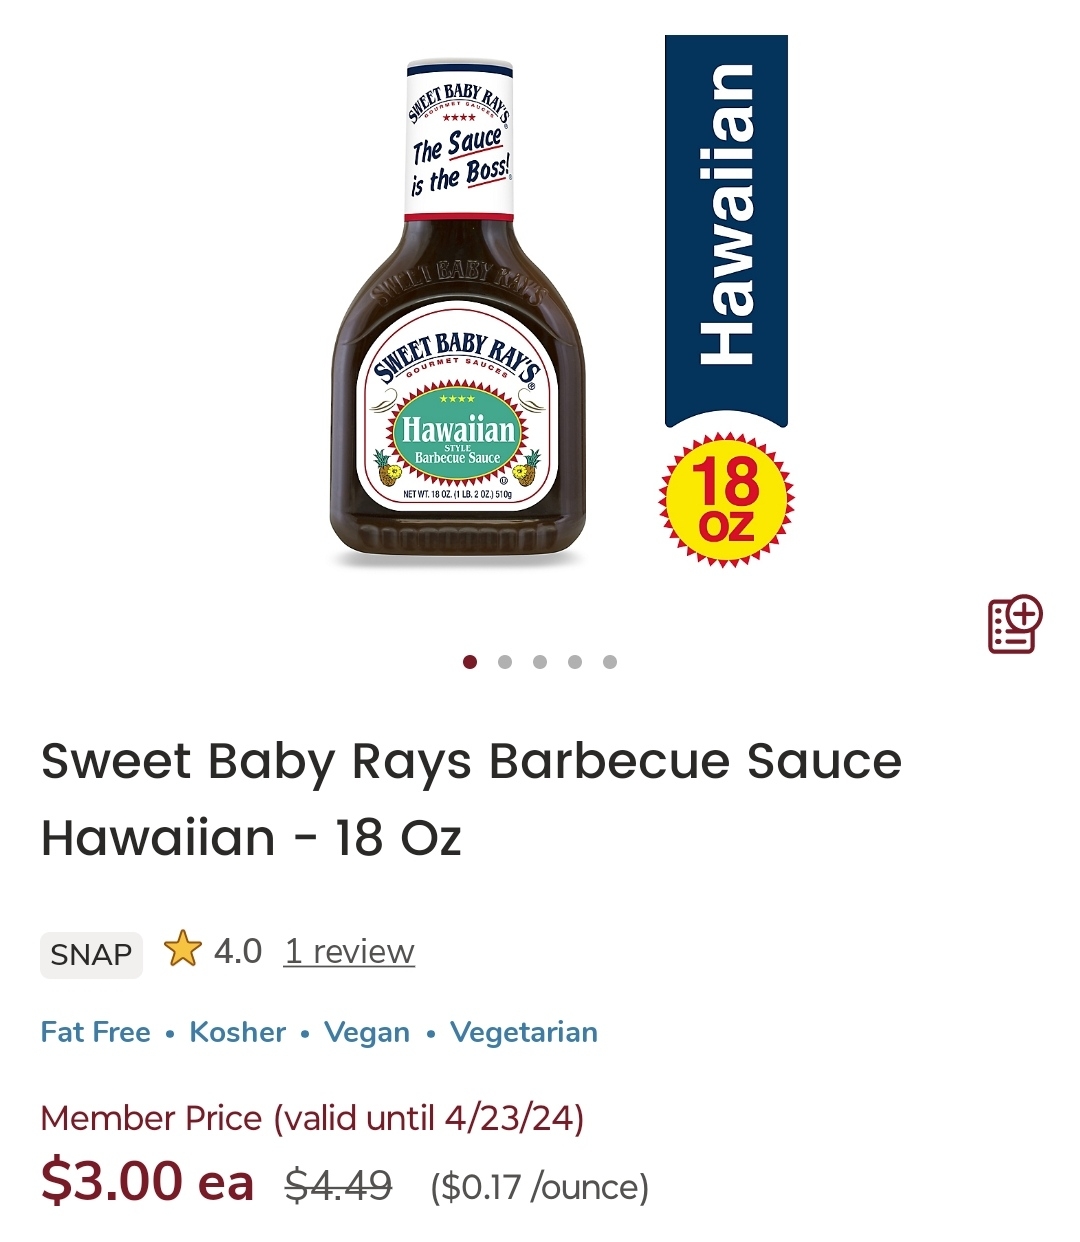 SWEET BABY RAY'S®
GOURMET SAUCES
The Sauce
is the Boss!®
SWEET BABY RAY'S
SWEET BABY RAY'S®
GOURMET SAUCES
Hawaiian
STYLE
Barbecue Sauce
NET WT. 18 OZ. (1 LB. 2 OZ.) 510g
Hawaiian
18
OZ
Sweet Baby Rays Barbecue Sauce
Hawaiian - 18 Oz
SNAP 4.0 1 review
Fat Free • Kosher • Vegan • Vegetarian
Member Price (valid until 4/23/24)
$3.00 ea $4.49 ($0.17 /ounce)